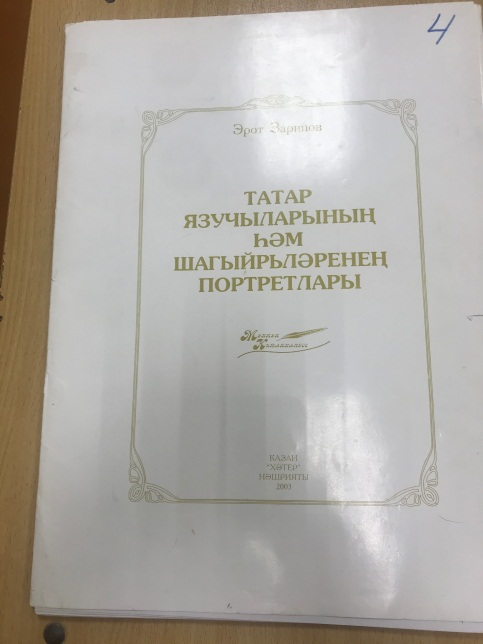 4
Эрот Зарипов
ТАТАР
ЯЗУЧЫЛАРЫНЫҢ
ҺӘМ
ШАГЫЙРЬЛӘРЕНЕҢ
ПОРТРЕТЛАРЫ
КАЗАН
"ХӘТЕР"
НӘШРИЯТЫ
2003